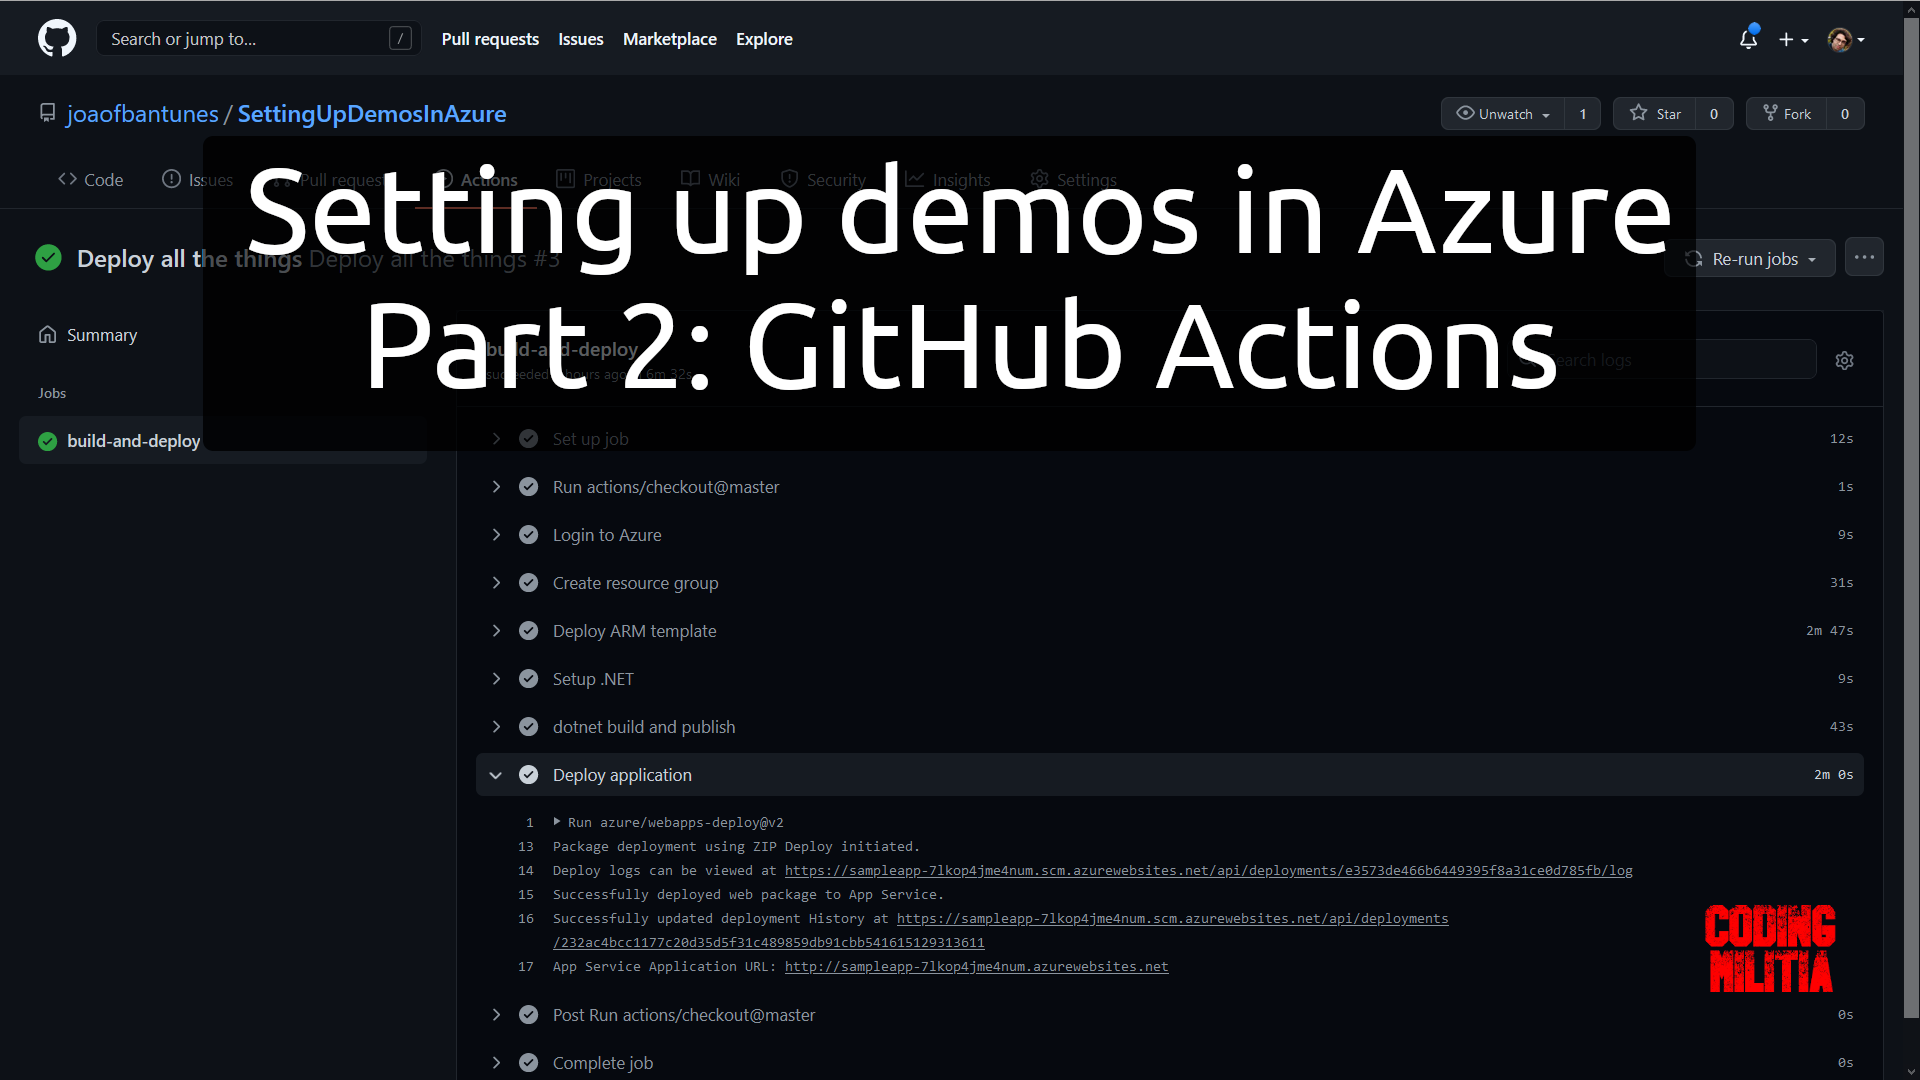 Search or jump to... / Pull requests Issues Marketplace Explore
joaofbantunes / SettingUpDemosInAzure Unwatch 1 Star 0 Fork 0
Code Issues Pull requests Actions Projects Wiki Security Insights Settings
Setting up demos in Azure
Part 2: GitHub Actions
Deploy all the things Deploy all the things #3 Re-run jobs ...
Summary
Jobs
build-and-deploy
build-and-deploy
succeeded hours ago 6m 32s
Search logs
Set up job 12s
Run actions/checkout@master 1s
Login to Azure 9s
Create resource group 31s
Deploy ARM template 2m 47s
Setup .NET 9s
dotnet build and publish 43s
Deploy application 2m 0s
1 Run azure/webapps-deploy@v2
13 Package deployment using ZIP Deploy initiated.
14 Deploy logs can be viewed at https://sampleapp-7lkop4jme4num.scm.azurewebsites.net/api/deployments/e3573de466b6449395f8a31ce0d785fb/log
15 Successfully deployed web package to App Service.
16 Successfully updated deployment History at https://sampleapp-7lkop4jme4num.scm.azurewebsites.net/api/deployments
/232ac4bcc1177c20d35d5f31c489859db91cbb541615129313611
17 App Service Application URL: http://sampleapp-7lkop4jme4num.azurewebsites.net
CODING
MILITIA
Post Run actions/checkout@master 0s
Complete job 0s